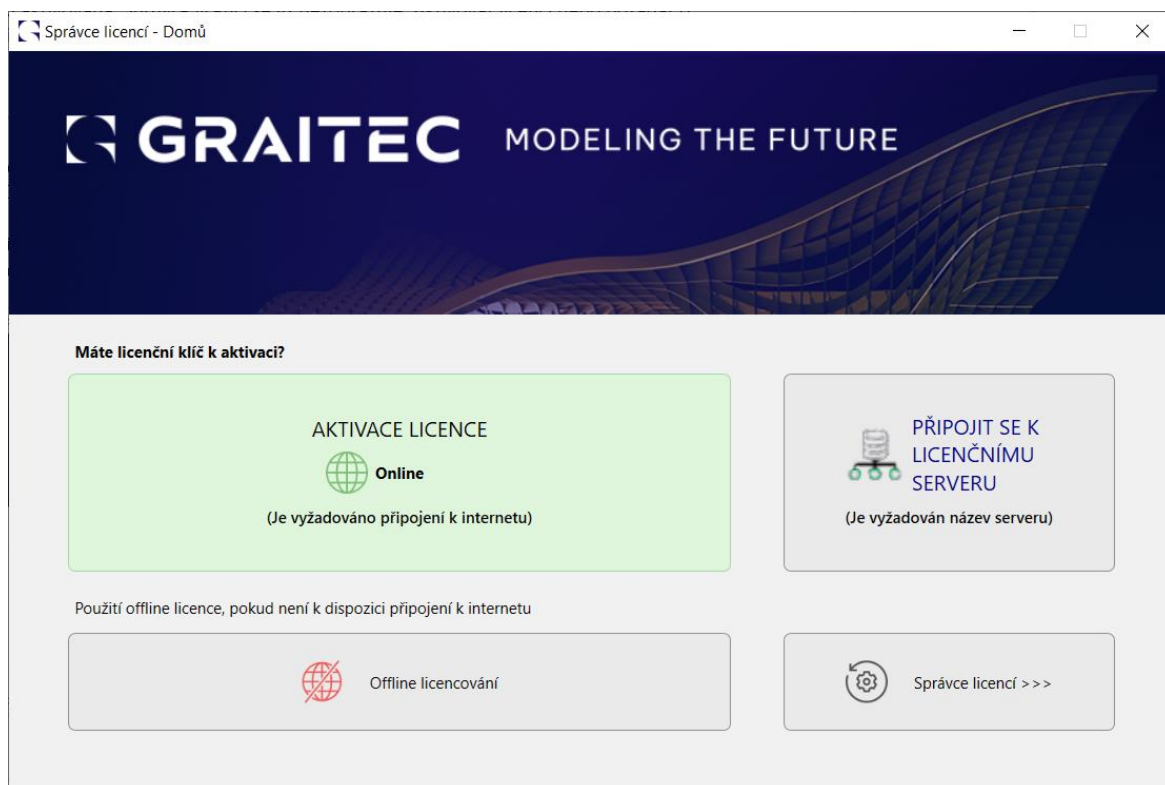 Správce licencí - Domů
GRAITEC MODELING THE FUTURE
Máte licenční klíč k aktivaci?
AKTIVACE LICENCE
Online
(Je vyžadováno připojení k internetu)
PŘIPOJIT SE K
LICENČNÍMU
SERVERU
(Je vyžadován název serveru)
Použití offline licence, pokud není k dispozici připojení k internetu
Offline licencování
Správce licencí >>>